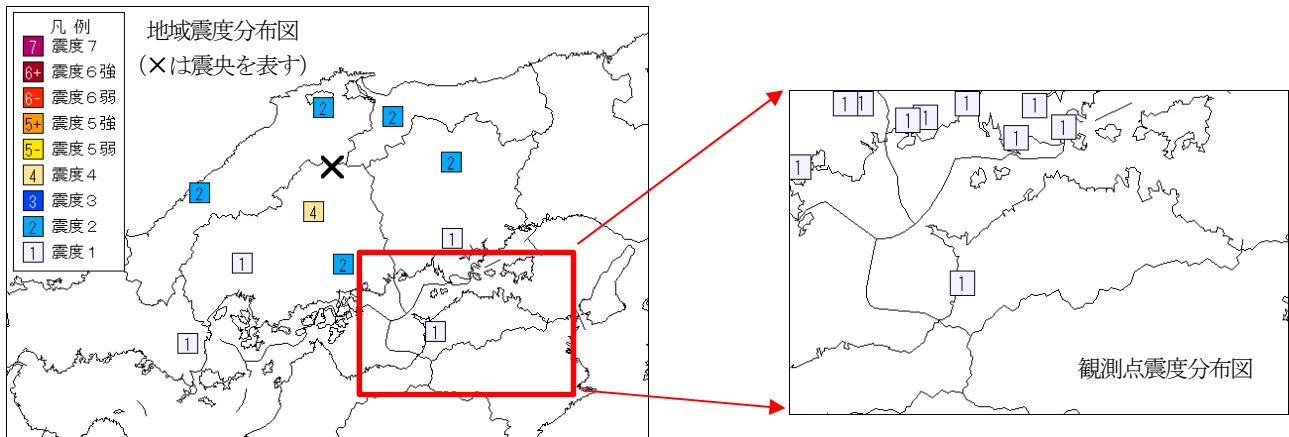 凡 例
7 震度７
6+ 震度６強
6- 震度６弱
5+ 震度５強
5- 震度５弱
4 震度４
3 震度３
2 震度２
1 震度１
地域震度分布図
(×は震央を表す)
2
2
2
2
4
1
1
2
1
1
1
1
1
1
1
1
1
1
1
1
観測点震度分布図